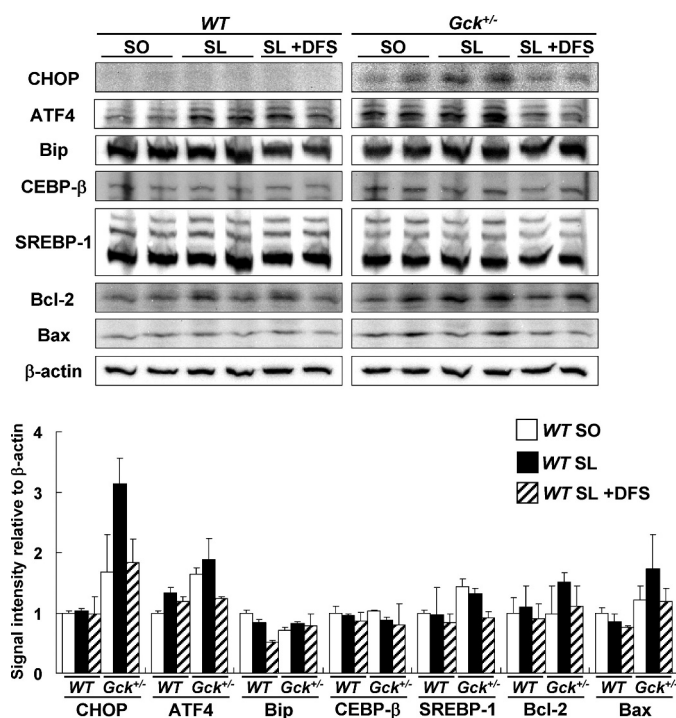 WT Gck+/-
SO SL SL +DFS SO SL SL +DFS
CHOP
ATF4
Bip
CEBP-β
SREBP-1
Bcl-2
Bax
β-actin
Signal intensity relative to β-actin
4
3
2
1
0
WT SO
WT SL
WT SL +DFS
WT Gck+/- WT Gck+/- WT Gck+/- WT Gck+/- WT Gck+/- WT Gck+/- WT Gck+/-
CHOP ATF4 Bip CEBP-β SREBP-1 Bcl-2 Bax